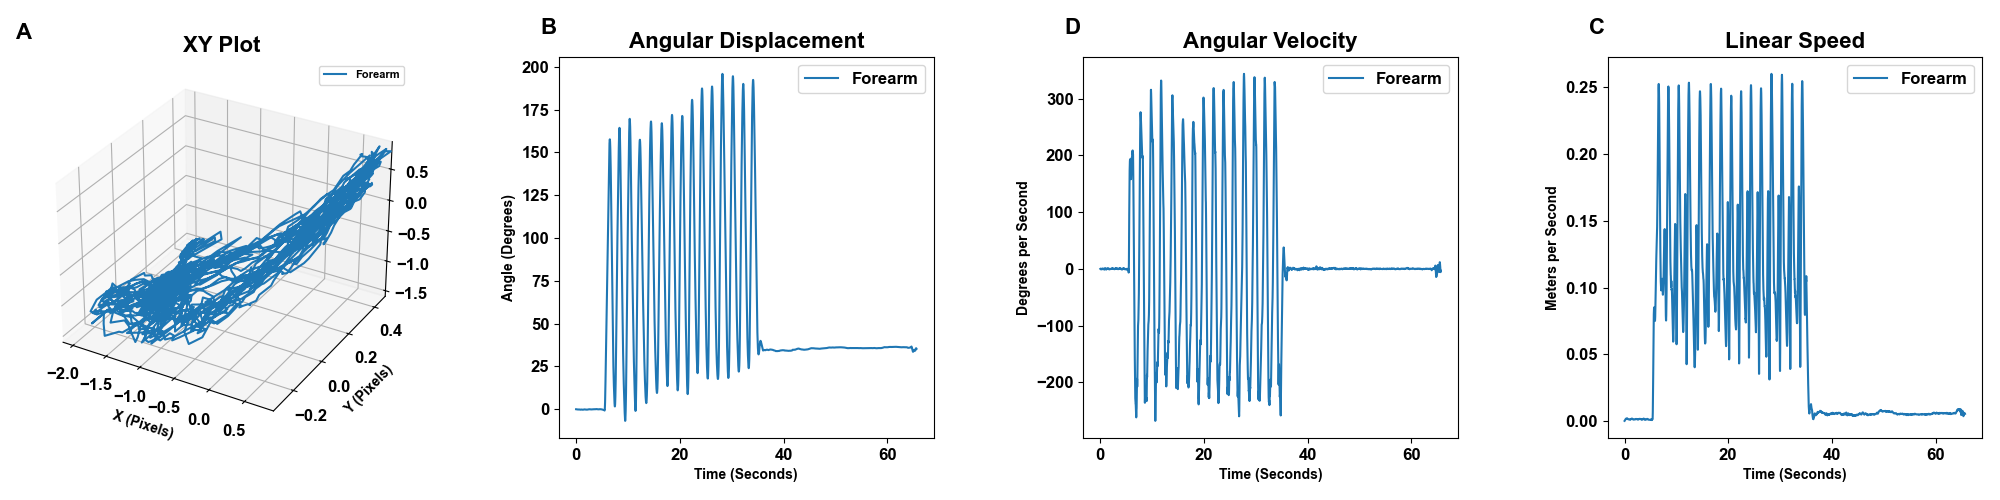 A
XY Plot
Forearm
0.5
0.0
−0.5
−1.0
−1.5
0.4
0.2
0.0
−0.2
Y (Pixels)
−2.0
−1.5
−1.0
−0.5
0.0
0.5
X (Pixels)
B
Angular Displacement
Forearm
200
175
150
125
100
75
50
25
0
Angle (Degrees)
0 20 40 60
Time (Seconds)
D
Angular Velocity
Forearm
300
200
100
0
−100
−200
Degrees per Second
0 20 40 60
Time (Seconds)
C
Linear Speed
Forearm
0.25
0.20
0.15
0.10
0.05
0.00
Meters per Second
0 20 40 60
Time (Seconds)